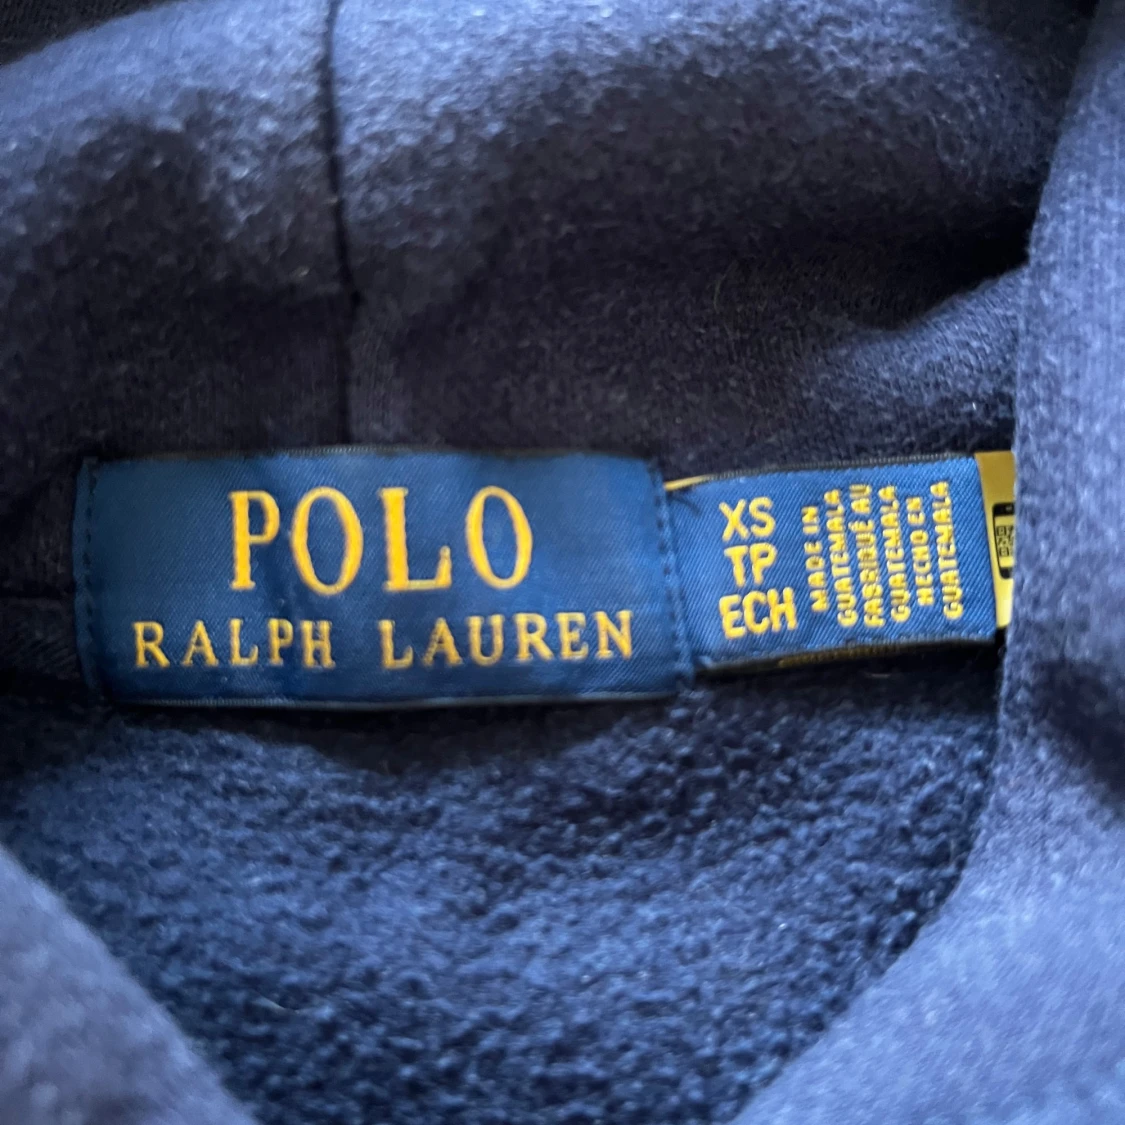 POLO
RALPH LAUREN
XS
TP
ECH
MADE IN
GUATEMALA
FABRIQUÉ AU
GUATEMALA
HECHO EN
GUATEMALA